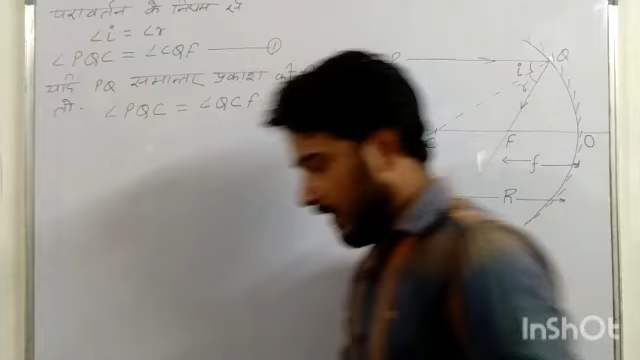 परावर्तन के नियम से
∠i = ∠r
∠PQC = ∠CQf —— ①
यदि PQ समान्तर प्रकाश की
तो. ∠PQC = ∠QCf
P
Q
i
r
C
F
O
f
R
InShOt